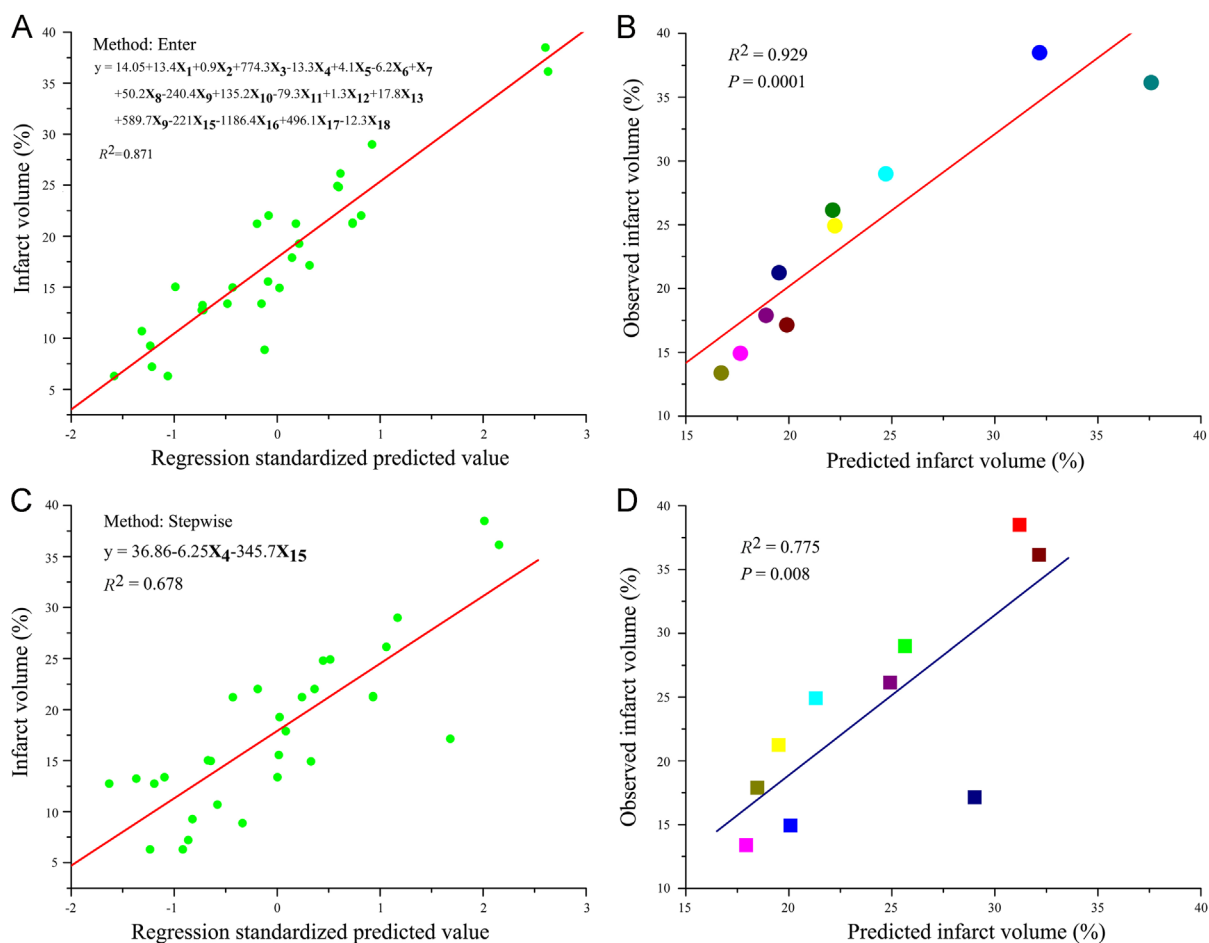 A
Method: Enter
y = 14.05+13.4X1+0.9X2+774.3X3-13.3X4+4.1X5-6.2X6+X7
+50.2X8-240.4X9+135.2X10-79.3X11+1.3X12+17.8X13
+589.7X9-221X15-1186.4X16+496.1X17-12.3X18
R2=0.871
Infarct volume (%)
40
35
30
25
20
15
10
5
-2
-1
0
1
2
3
Regression standardized predicted value
B
R2 = 0.929
P = 0.0001
Observed infarct volume (%)
40
35
30
25
20
15
10
15
20
25
30
35
40
Predicted infarct volume (%)
C
Method: Stepwise
y = 36.86-6.25X4-345.7X15
R2 = 0.678
Infarct volume (%)
40
35
30
25
20
15
10
5
-2
-1
0
1
2
3
Regression standardized predicted value
D
R2 = 0.775
P = 0.008
Observed infarct volume (%)
40
35
30
25
20
15
10
15
20
25
30
35
40
Predicted infarct volume (%)